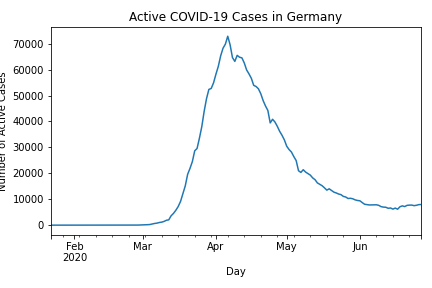 Active COVID-19 Cases in Germany
Number of Active Cases
70000
60000
50000
40000
30000
20000
10000
0
Feb
2020
Mar
Apr
May
Jun
Day